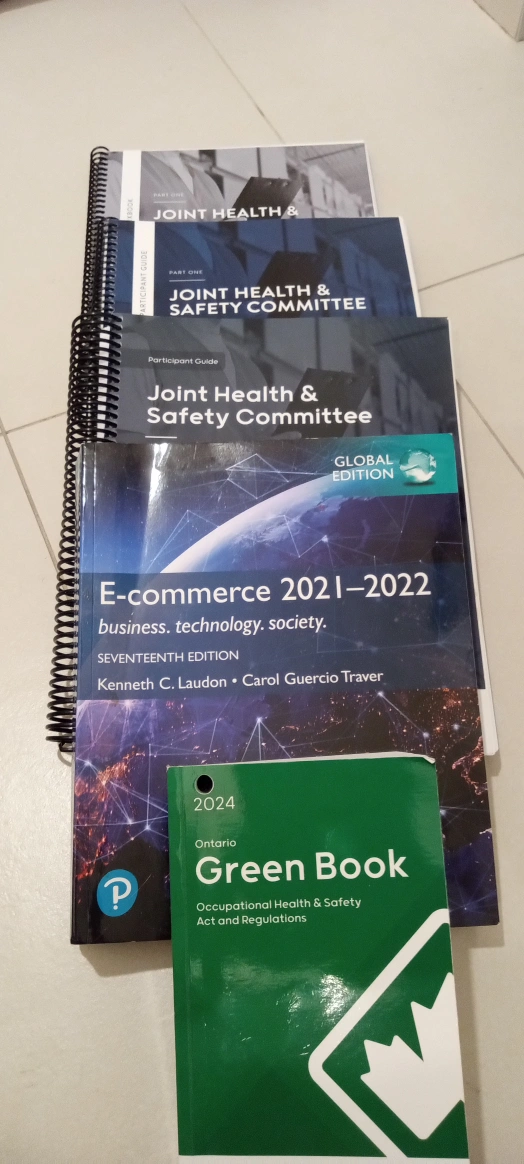 PART ONE
JOINT HEALTH &
PARTICIPANT GUIDE
PART ONE
JOINT HEALTH &
SAFETY COMMITTEE
Participant Guide
Joint Health &
Safety Committee
GLOBAL
EDITION
E-commerce 2021–2022
business. technology. society.
SEVENTEENTH EDITION
Kenneth C. Laudon • Carol Guercio Traver
P
2024
Ontario
Green Book
Occupational Health & Safety
Act and Regulations